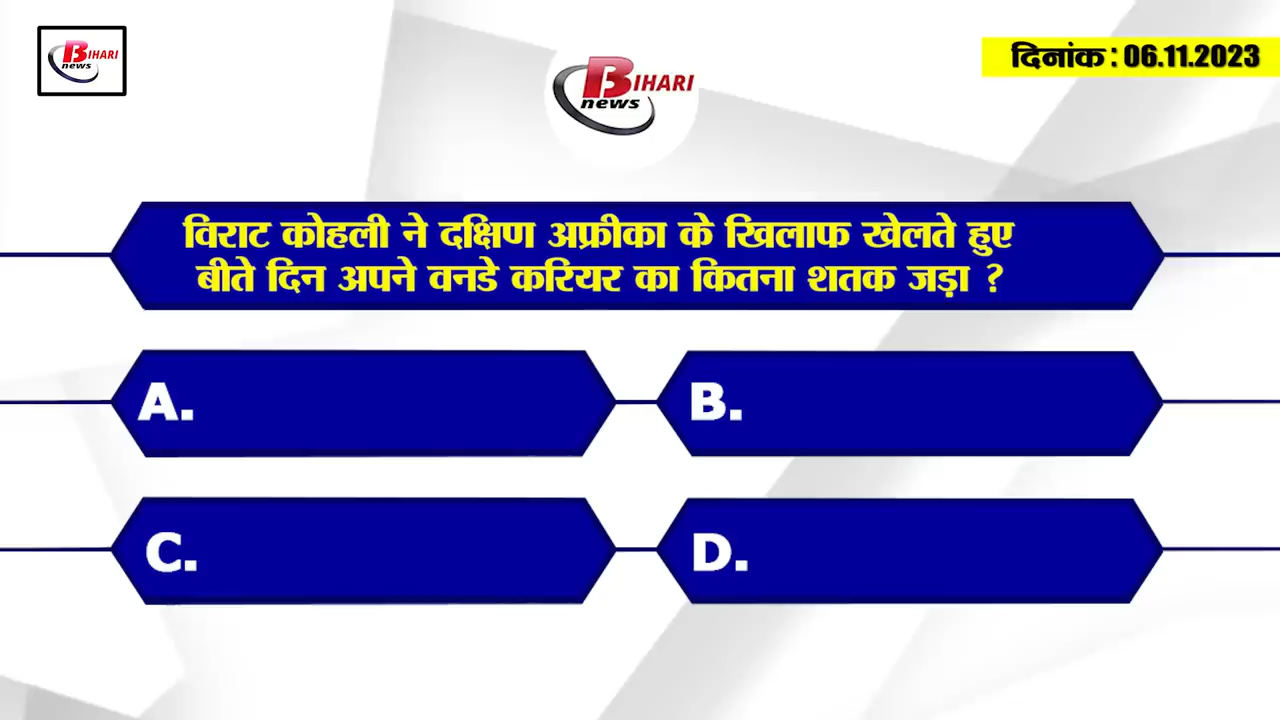 BIHARI
news
दिनांक : 06.11.2023
BIHARI
news
विराट कोहली ने दक्षिण अफ्रीका के खिलाफ खेलते हुए
बीते दिन अपने वनडे करियर का कितना शतक जड़ा ?
A.
B.
C.
D.